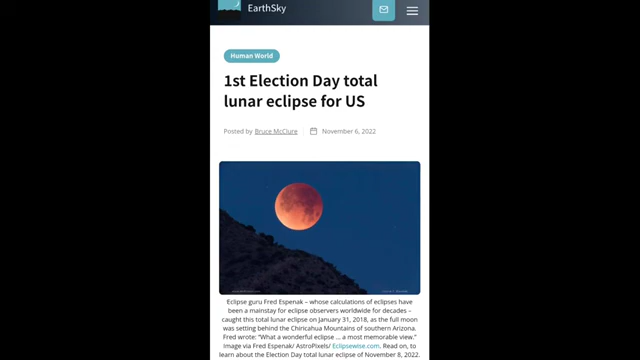 EarthSky
Human World
1st Election Day total
lunar eclipse for US
Posted by Bruce McClure
November 6, 2022
Eclipse guru Fred Espenak – whose calculations of eclipses have
been a mainstay for eclipse observers worldwide for decades –
caught this total lunar eclipse on January 31, 2018, as the full moon
was setting behind the Chiricahua Mountains of southern Arizona.
Fred wrote: “What a wonderful eclipse … a most memorable view.”
Image via Fred Espenak/ AstroPixels/ Eclipsewise.com. Read on, to
learn about the Election Day total lunar eclipse of November 8, 2022.